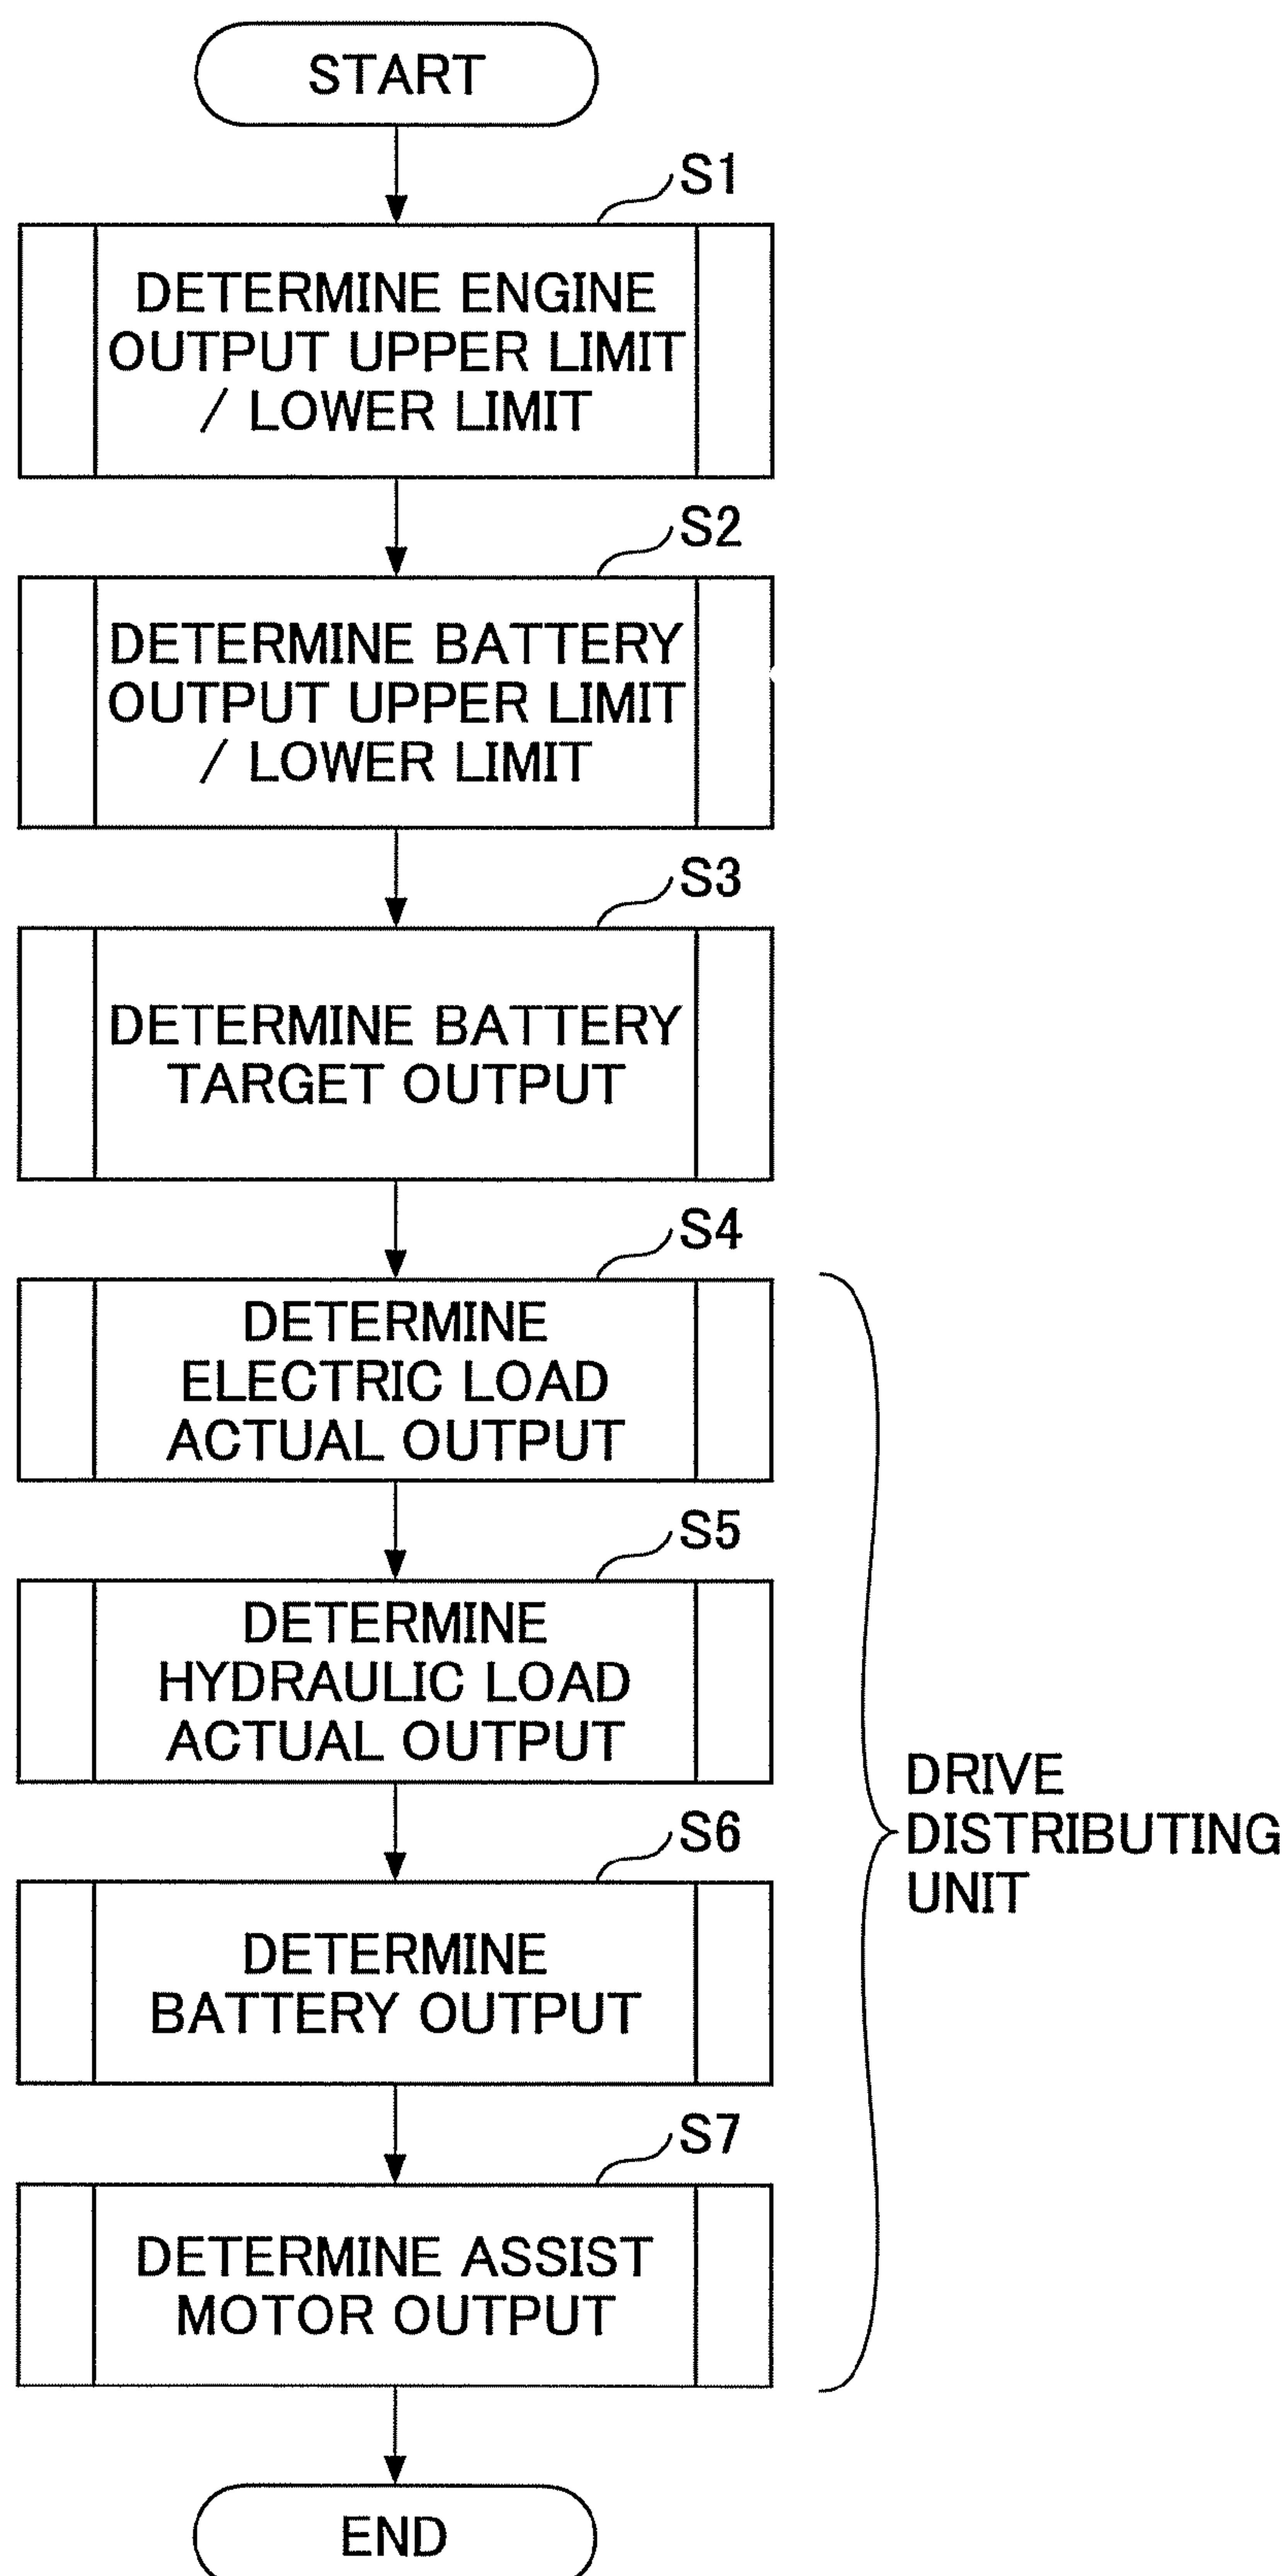 START
S1
DETERMINE ENGINE
OUTPUT UPPER LIMIT
/ LOWER LIMIT
S2
DETERMINE BATTERY
OUTPUT UPPER LIMIT
/ LOWER LIMIT
S3
DETERMINE BATTERY
TARGET OUTPUT
S4
DETERMINE
ELECTRIC LOAD
ACTUAL OUTPUT
S5
DETERMINE
HYDRAULIC LOAD
ACTUAL OUTPUT
S6
DETERMINE
BATTERY OUTPUT
S7
DETERMINE ASSIST
MOTOR OUTPUT
DRIVE
DISTRIBUTING
UNIT
END